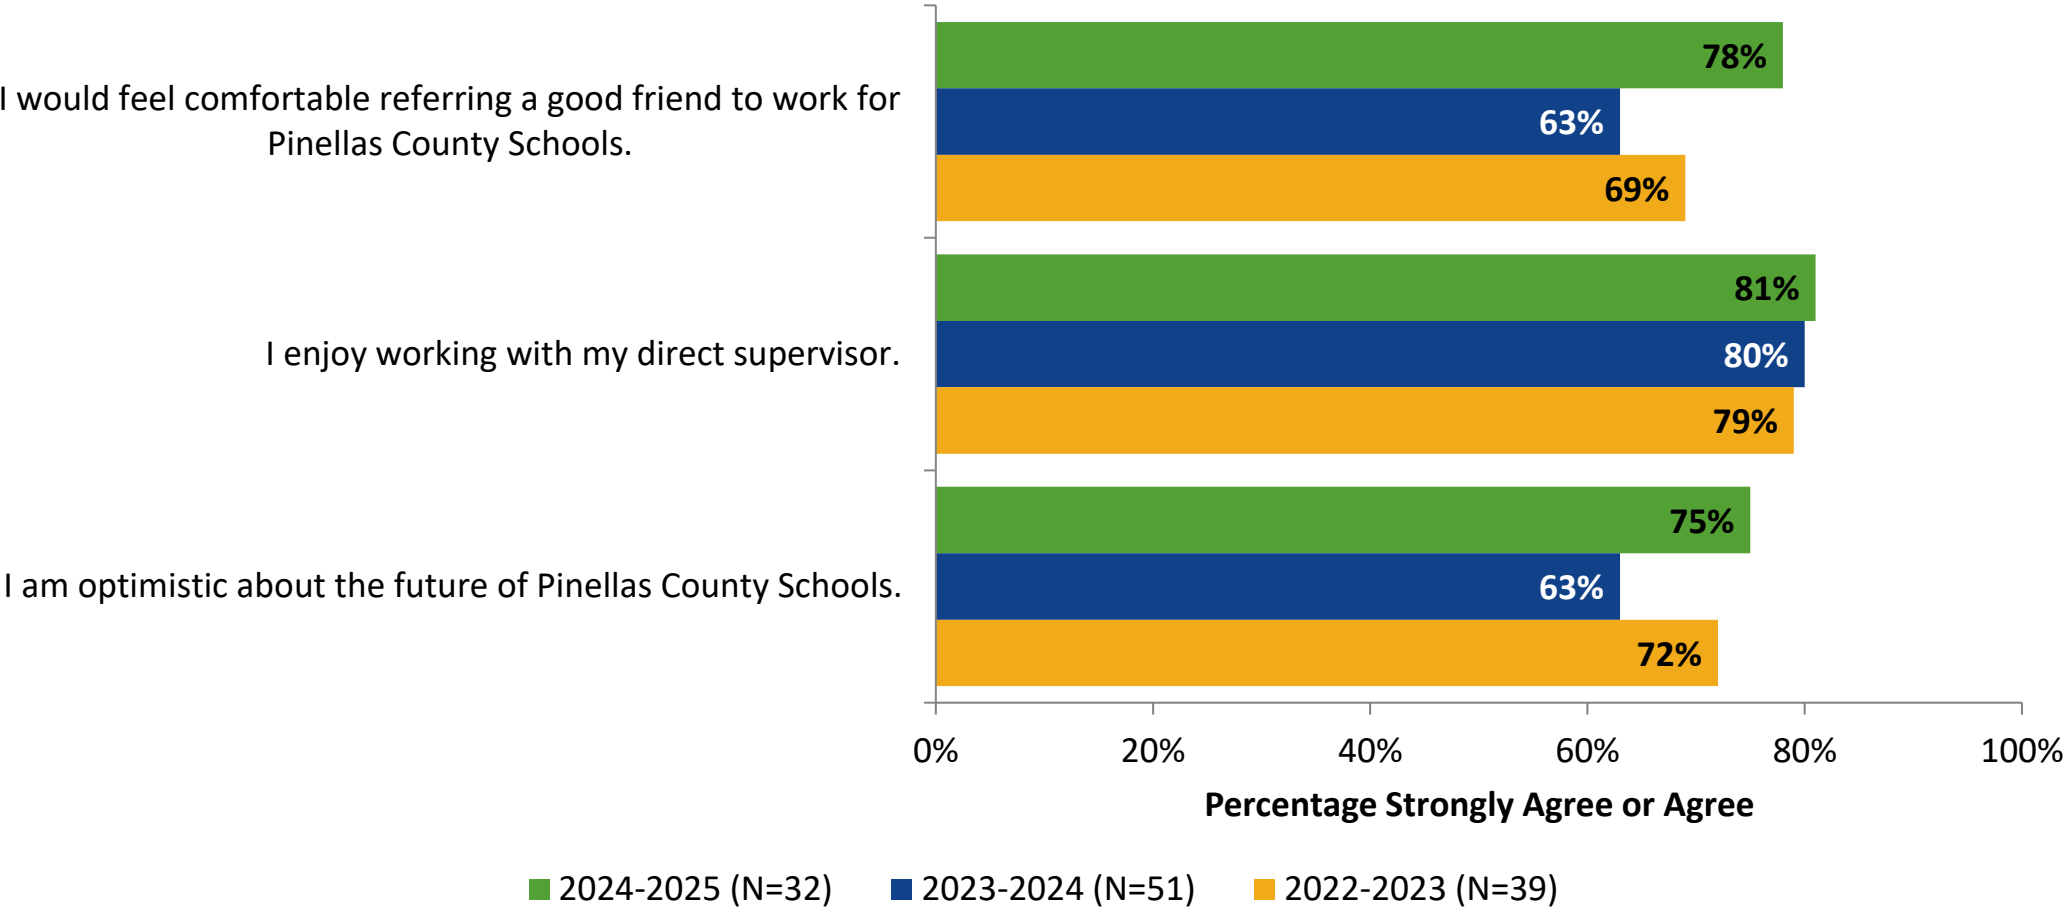 78%
I would feel comfortable referring a good friend to work for
Pinellas County Schools.
63%
69%
81%
I enjoy working with my direct supervisor.
80%
79%
75%
I am optimistic about the future of Pinellas County Schools.
63%
72%
0% 20% 40% 60% 80% 100%
Percentage Strongly Agree or Agree
2024-2025 (N=32) 2023-2024 (N=51) 2022-2023 (N=39)